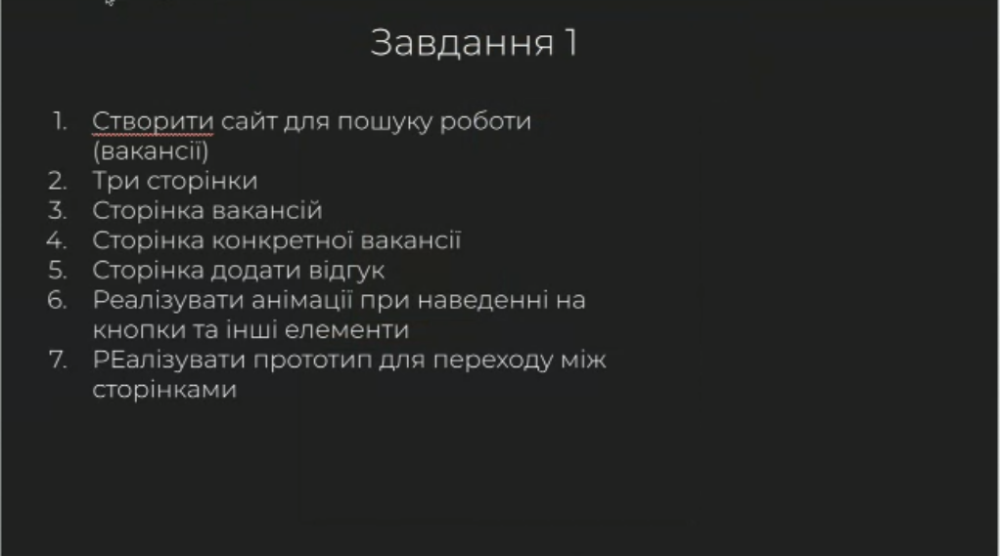 Завдання 1
1. Створити сайт для пошуку роботи
(вакансії)
2. Три сторінки
3. Сторінка вакансій
4. Сторінка конкретної вакансії
5. Сторінка додати відгук
6. Реалізувати анімації при наведенні на
кнопки та інші елементи
7. РЕалізувати прототип для переходу між
сторінками